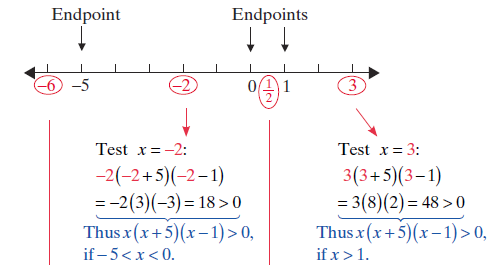 Endpoint Endpoints
-6 -5 -2 0 1/2 1 3
Test x = -2: Test x = 3:
-2(-2+5)(-2-1) 3(3+5)(3-1)
= -2(3)(-3) = 18 > 0 = 3(8)(2) = 48 > 0
Thus x(x+5)(x-1) > 0, Thus x(x+5)(x-1) > 0,
if -5 < x < 0. if x > 1.